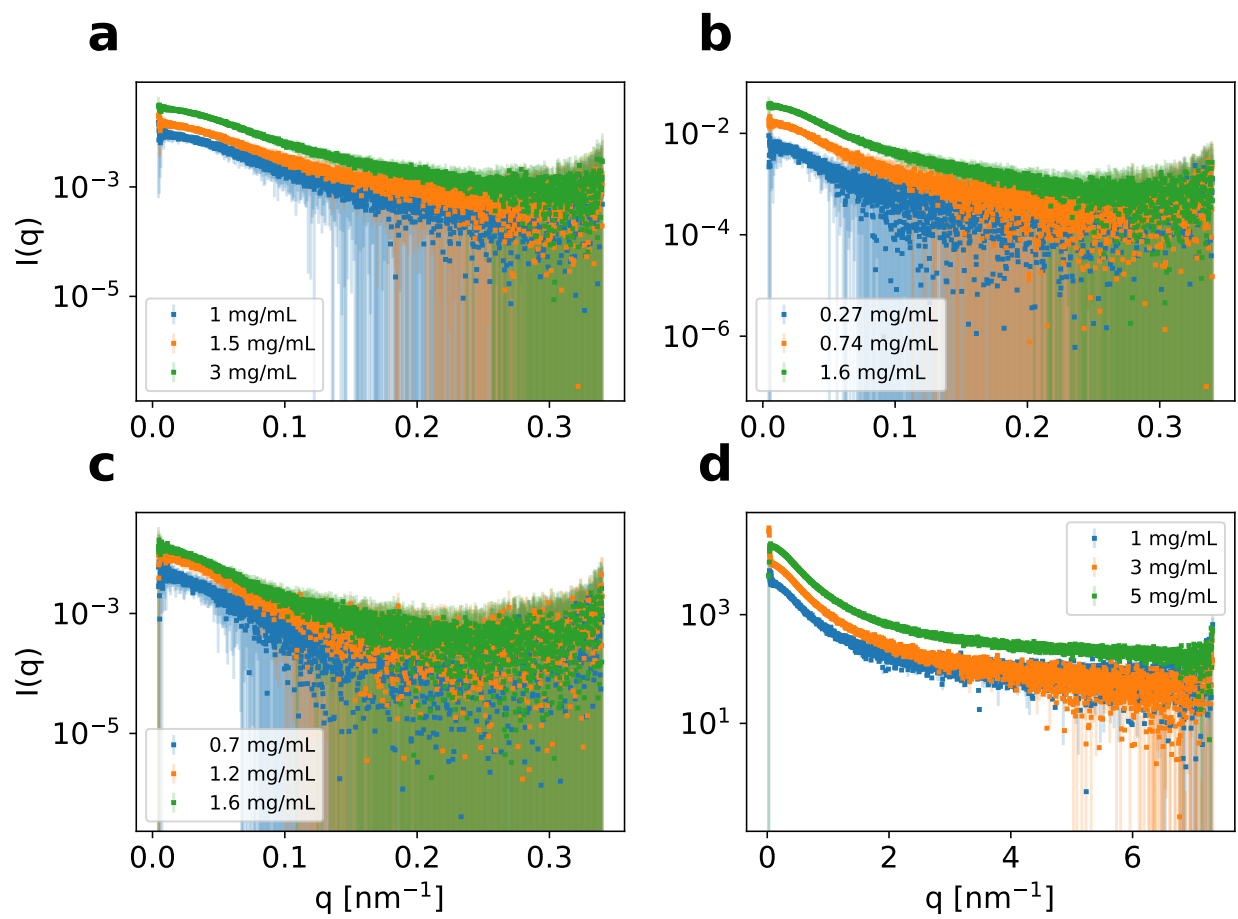 a
I(q)
10⁻³
10⁻⁵
1 mg/mL
1.5 mg/mL
3 mg/mL
0.0 0.1 0.2 0.3
b
10⁻²
10⁻⁴
10⁻⁶
0.27 mg/mL
0.74 mg/mL
1.6 mg/mL
0.0 0.1 0.2 0.3
c
I(q)
10⁻³
10⁻⁵
0.7 mg/mL
1.2 mg/mL
1.6 mg/mL
0.0 0.1 0.2 0.3
q [nm⁻¹]
d
10³
10¹
1 mg/mL
3 mg/mL
5 mg/mL
0 2 4 6
q [nm⁻¹]